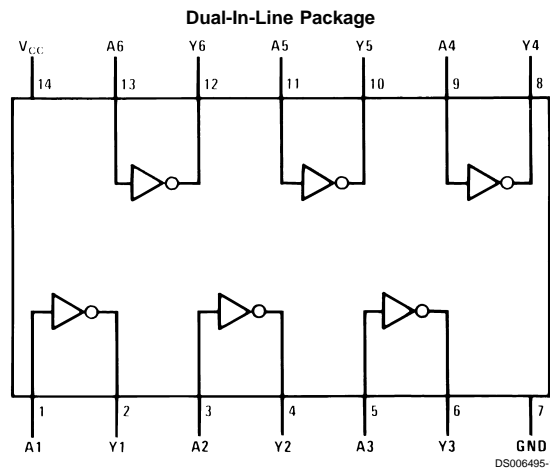 Dual-In-Line Package
VCC A6 Y6 A5 Y5 A4 Y4
14 13 12 11 10 9 8
1 2 3 4 5 6 7
A1 Y1 A2 Y2 A3 Y3 GND
DS006495-